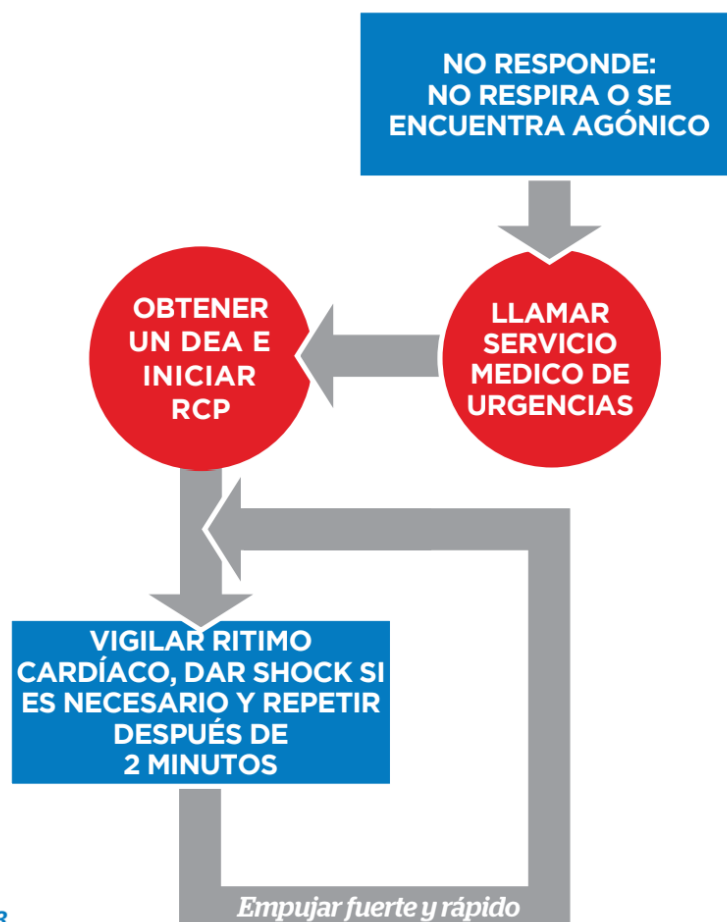 NO RESPONDE:
NO RESPIRA O SE
ENCUENTRA AGÓNICO
LLAMAR
SERVICIO
MEDICO DE
URGENCIAS
OBTENER
UN DEA E
INICIAR
RCP
VIGILAR RITIMO
CARDÍACO, DAR SHOCK SI
ES NECESARIO Y REPETIR
DESPUÉS DE
2 MINUTOS
Empujar fuerte y rápido